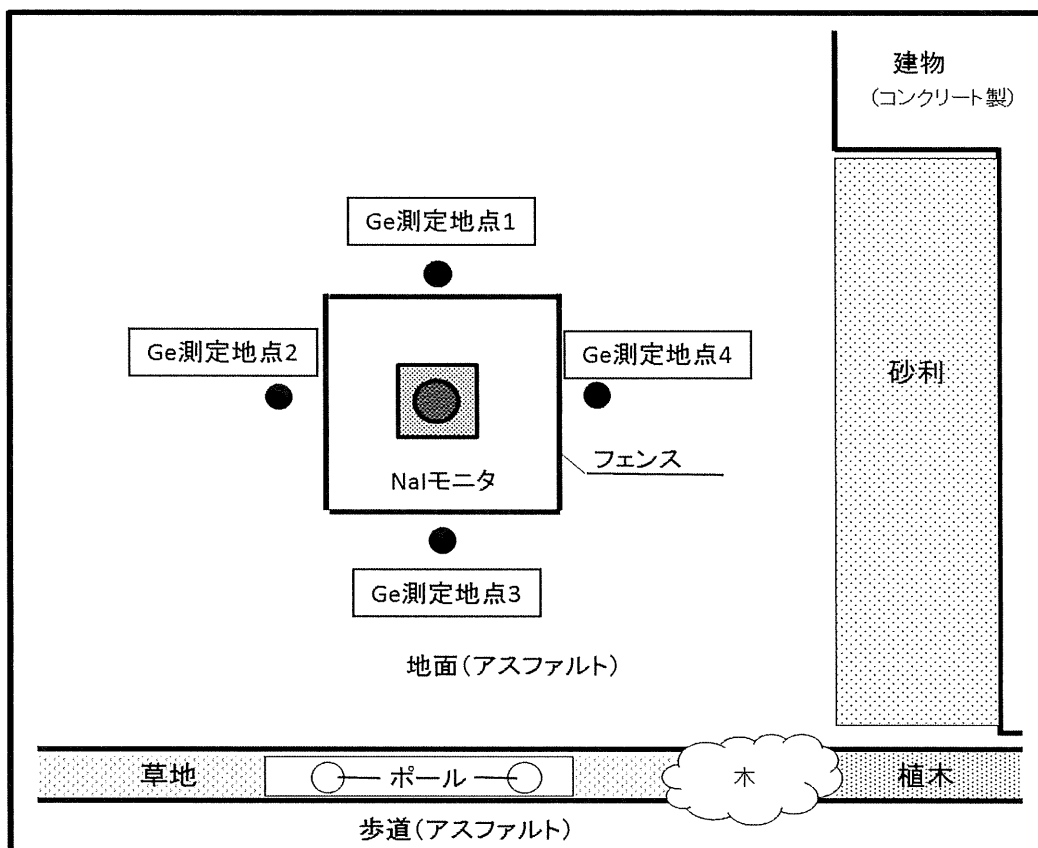 建物
(コンクリート製)
Ge測定地点1
Ge測定地点2
Ge測定地点4
砂利
フェンス
NaIモニタ
Ge測定地点3
地面(アスファルト)
草地
ポール
木
植木
歩道(アスファルト)